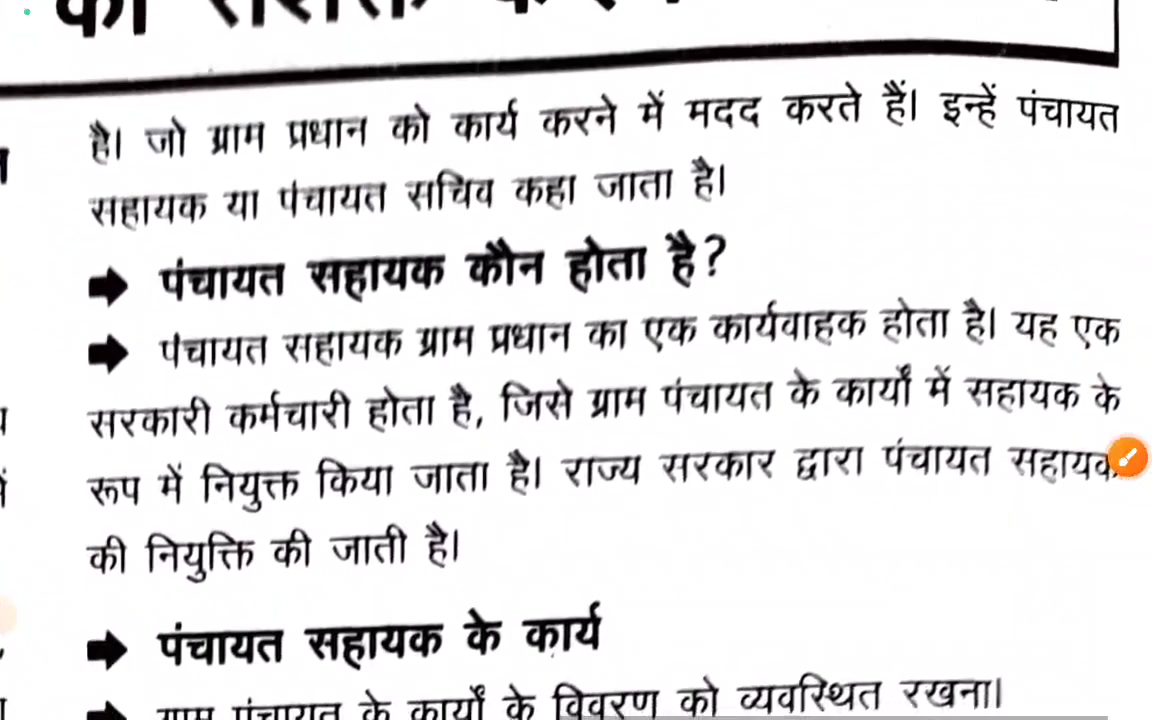 है। जो ग्राम प्रधान को कार्य करने में मदद करते हैं। इन्हें पंचायत
सहायक या पंचायत सचिव कहा जाता है।
➡ पंचायत सहायक कौन होता है?
➡ पंचायत सहायक ग्राम प्रधान का एक कार्यवाहक होता है। यह एक
सरकारी कर्मचारी होता है, जिसे ग्राम पंचायत के कार्यों में सहायक के
रूप में नियुक्त किया जाता है। राज्य सरकार द्वारा पंचायत सहायक
की नियुक्ति की जाती है।
➡ पंचायत सहायक के कार्य
➡ ग्राम पंचायत के कार्यों के विवरण को व्यवस्थित रखना।